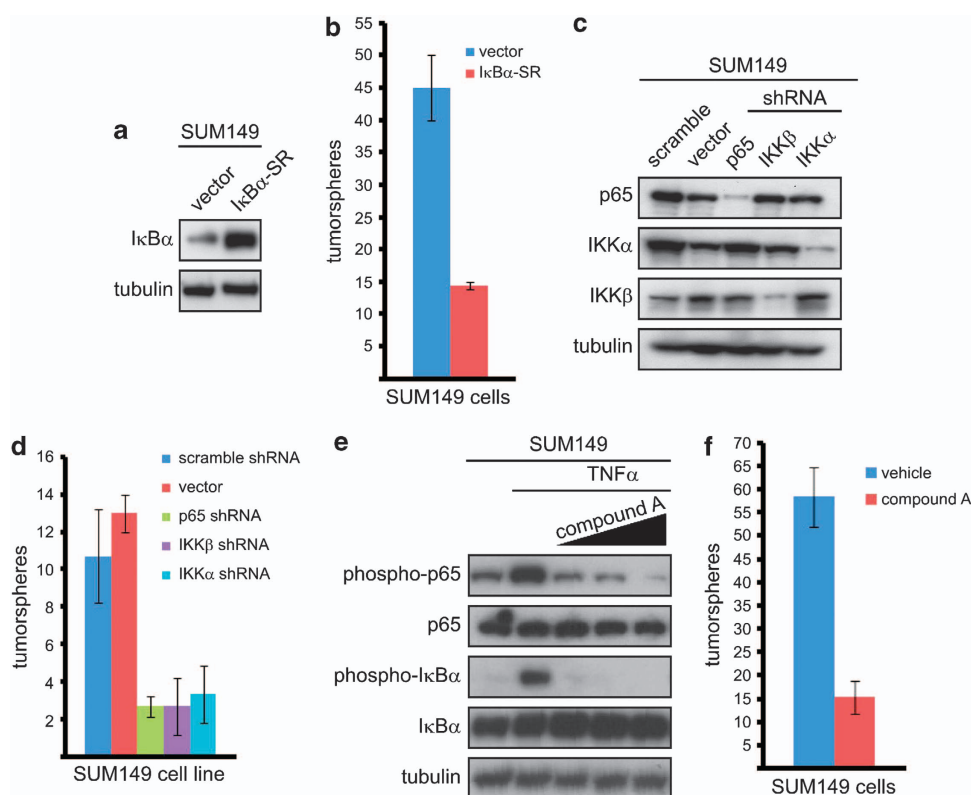 a
SUM149
vector
IκBα-SR
IκBα
tubulin
b
55
50
45
40
35
30
25
20
15
10
5
tumorspheres
vector
IκBα-SR
SUM149 cells
c
SUM149
shRNA
scramble
vector
p65
IKKβ
IKKα
p65
IKKα
IKKβ
tubulin
d
16
14
12
10
8
6
4
2
tumorspheres
scramble shRNA
vector
p65 shRNA
IKKβ shRNA
IKKα shRNA
SUM149 cell line
e
SUM149
TNFα
compound A
phospho-p65
p65
phospho-IκBα
IκBα
tubulin
f
70
65
60
55
50
45
40
35
30
25
20
15
10
5
tumorspheres
vehicle
compound A
SUM149 cells